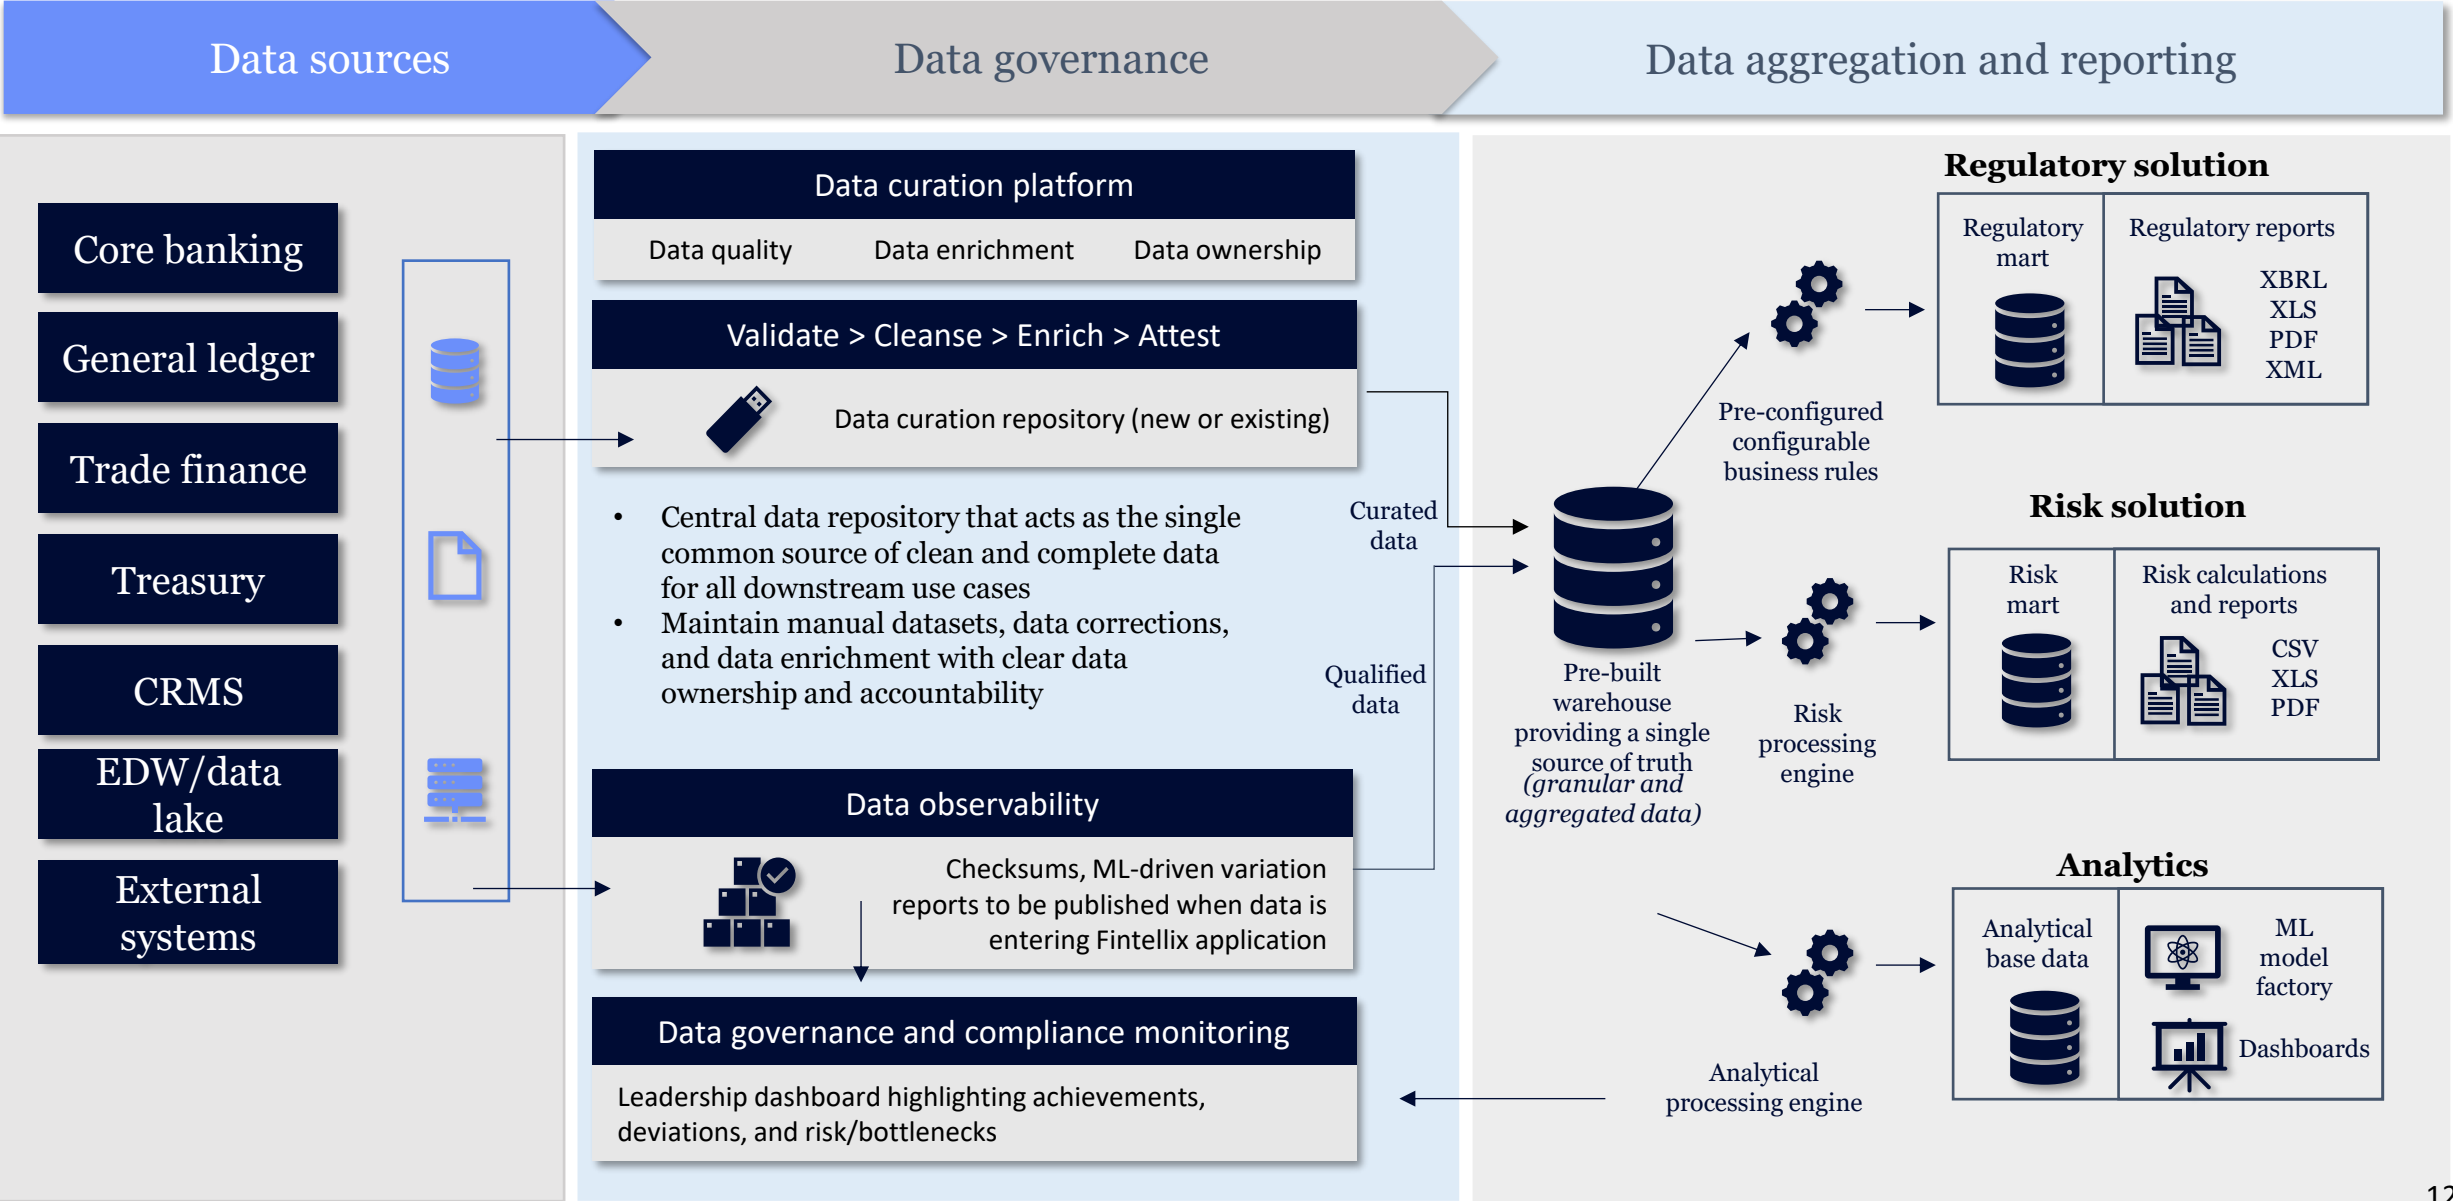 Data sources
Data governance
Data aggregation and reporting
Core banking
General ledger
Trade finance
Treasury
CRMS
EDW/data
lake
External
systems
Data curation platform
Data quality
Data enrichment
Data ownership
Validate > Cleanse > Enrich > Attest
Data curation repository (new or existing)
• Central data repository that acts as the single
common source of clean and complete data
for all downstream use cases
• Maintain manual datasets, data corrections,
and data enrichment with clear data
ownership and accountability
Data observability
Checksums, ML-driven variation
reports to be published when data is
entering Fintellix application
Data governance and compliance monitoring
Leadership dashboard highlighting achievements,
deviations, and risk/bottlenecks
Curated
data
Qualified
data
Pre-built
warehouse
providing a single
source of truth
(granular and
aggregated data)
Pre-configured
configurable
business rules
Risk
processing
engine
Analytical
processing engine
Regulatory solution
Regulatory
mart
Regulatory reports
XBRL
XLS
PDF
XML
Risk solution
Risk
mart
Risk calculations
and reports
CSV
XLS
PDF
Analytics
Analytical
base data
ML
model
factory
Dashboards
12